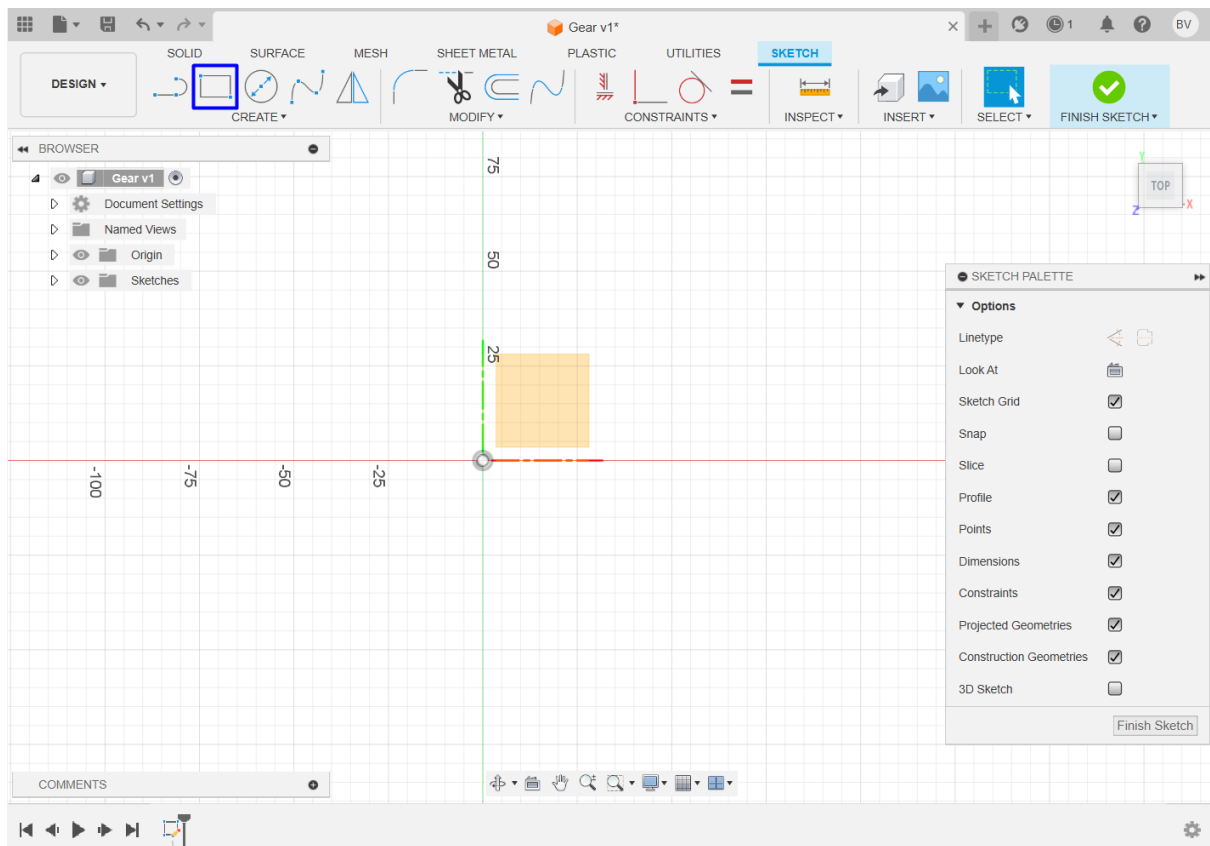 Gear v1*
1
BV
SOLID
SURFACE
MESH
SHEET METAL
PLASTIC
UTILITIES
SKETCH
DESIGN
CREATE
MODIFY
CONSTRAINTS
INSPECT
INSERT
SELECT
FINISH SKETCH
BROWSER
Gear v1
Document Settings
Named Views
Origin
Sketches
75
50
25
-100
-75
-50
-25
Y
TOP
Z
-X
SKETCH PALETTE
Options
Linetype
Look At
Sketch Grid
Snap
Slice
Profile
Points
Dimensions
Constraints
Projected Geometries
Construction Geometries
3D Sketch
Finish Sketch
COMMENTS